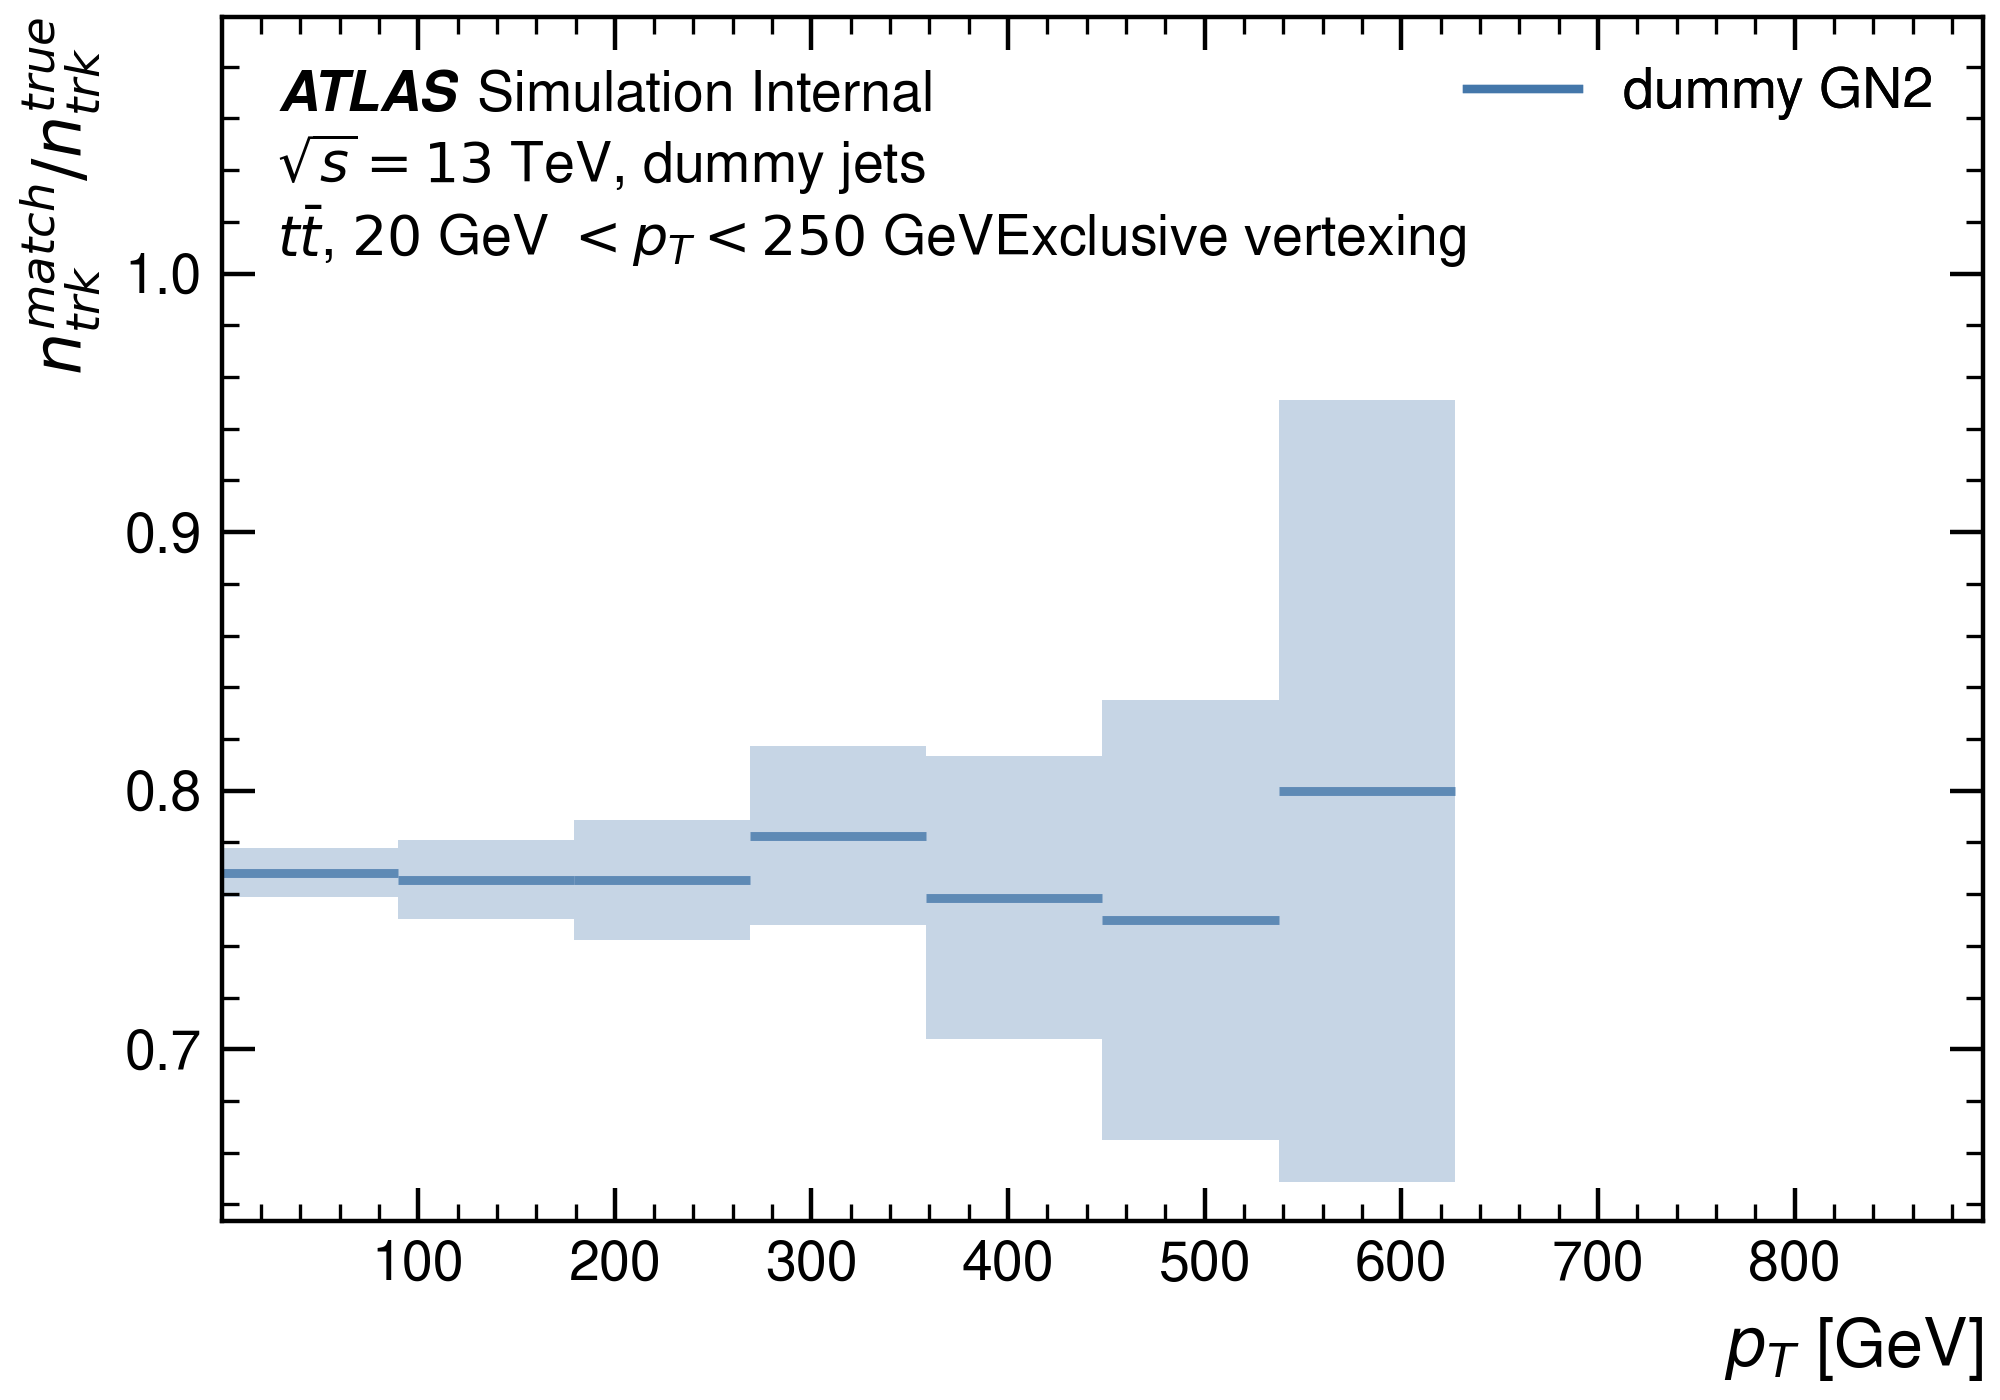 ATLAS Simulation Internal
√s = 13 TeV, dummy jets
tt̄, 20 GeV < p_T < 250 GeVExclusive vertexing
dummy GN2
n_trk^match/n_trk^true
1.0
0.9
0.8
0.7
100 200 300 400 500 600 700 800
p_T [GeV]